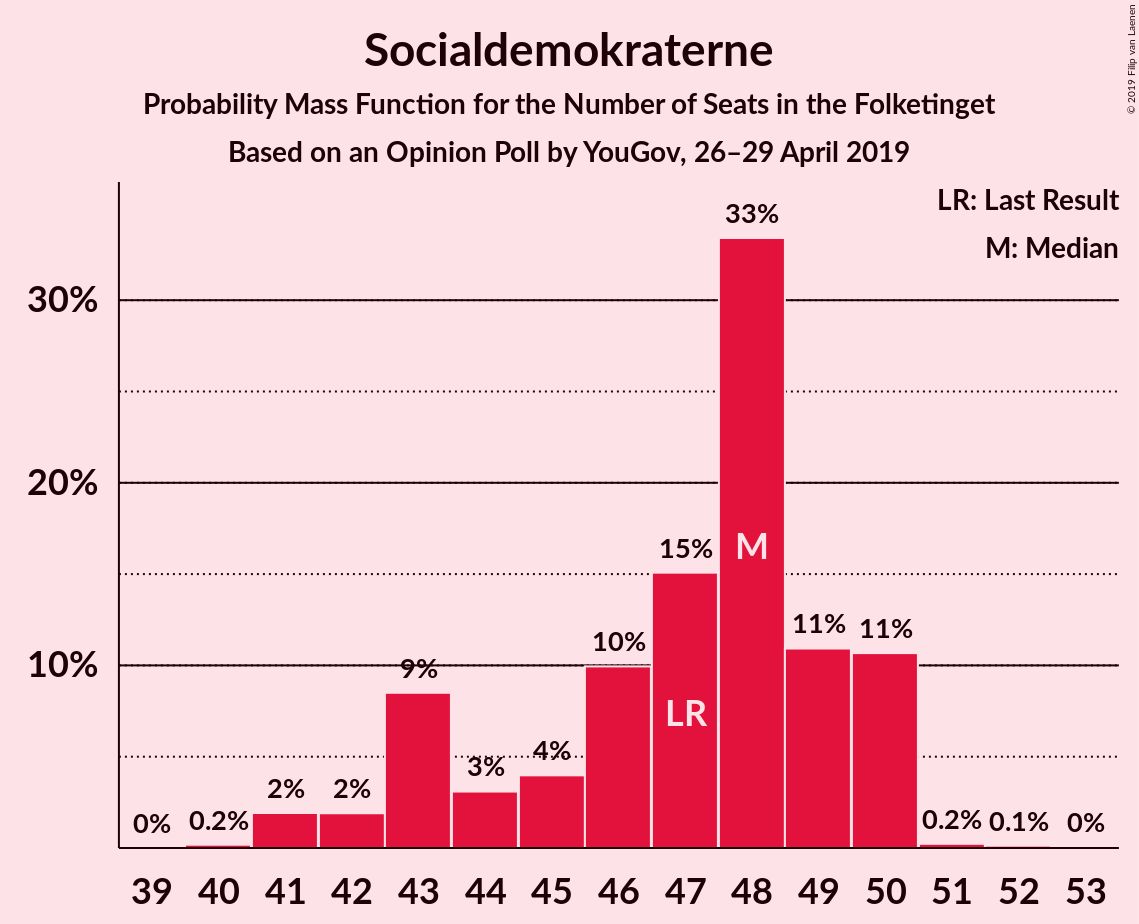 Socialdemokraterne
Probability Mass Function for the Number of Seats in the Folketinget
Based on an Opinion Poll by YouGov, 26–29 April 2019
© 2019 Filip van Laenen
LR: Last Result
M: Median
30%
20%
10%
0%
0.2%
2%
2%
9%
3%
4%
10%
15%
33%
11%
11%
0.2%
0.1%
0%
LR
M
39 40 41 42 43 44 45 46 47 48 49 50 51 52 53